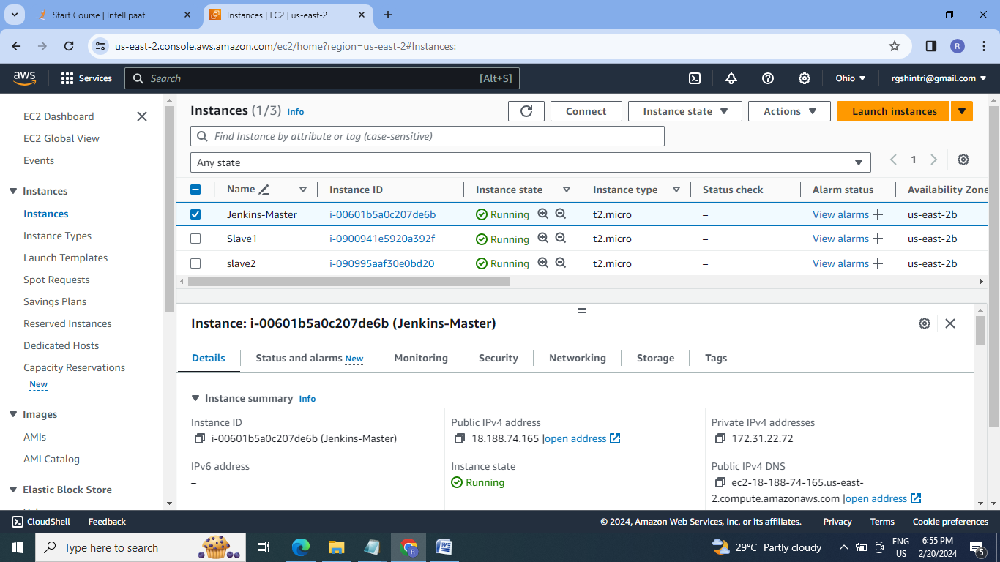 Start Course | Intellipaat
Instances | EC2 | us-east-2
us-east-2.console.aws.amazon.com/ec2/home?region=us-east-2#Instances:
R
aws
Services
Search
[Alt+S]
Ohio
rgshintri@gmail.com
EC2 Dashboard
EC2 Global View
Events
Instances
Instances
Instance Types
Launch Templates
Spot Requests
Savings Plans
Reserved Instances
Dedicated Hosts
Capacity Reservations
New
Images
AMIs
AMI Catalog
Elastic Block Store
Instances (1/3) Info
Connect
Instance state
Actions
Launch instances
Find Instance by attribute or tag (case-sensitive)
Any state
1
Name Instance ID Instance state Instance type Status check Alarm status Availability Zone
Jenkins-Master i-00601b5a0c207de6b Running t2.micro – View alarms + us-east-2b
Slave1 i-0900941e5920a392f Running t2.micro – View alarms + us-east-2b
slave2 i-090995aaf30e0bd20 Running t2.micro – View alarms + us-east-2b
Instance: i-00601b5a0c207de6b (Jenkins-Master)
Details Status and alarms New Monitoring Security Networking Storage Tags
Instance summary Info
Instance ID
i-00601b5a0c207de6b (Jenkins-Master)
Public IPv4 address
18.188.74.165 |open address
Private IPv4 addresses
172.31.22.72
IPv6 address
–
Instance state
Running
Public IPv4 DNS
ec2-18-188-74-165.us-east-
2.compute.amazonaws.com |open address
CloudShell Feedback
© 2024, Amazon Web Services, Inc. or its affiliates. Privacy Terms Cookie preferences
Type here to search
29°C Partly cloudy
ENG
US
6:55 PM
2/20/2024
5